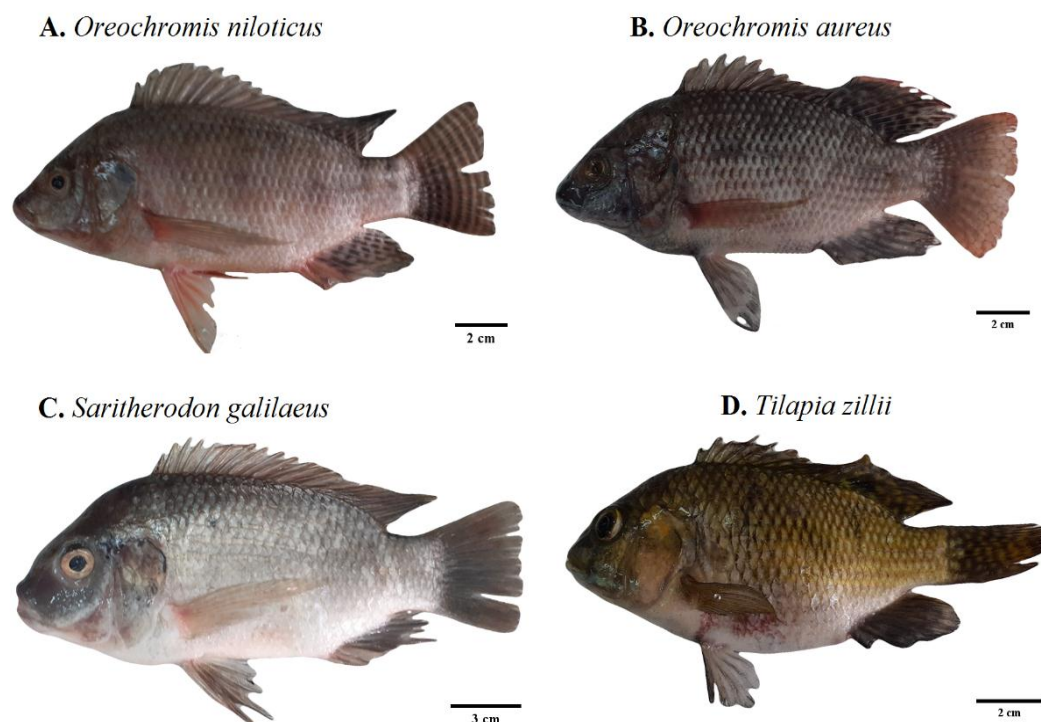 A. Oreochromis niloticus
B. Oreochromis aureus
2 cm
2 cm
C. Saritherodon galilaeus
D. Tilapia zillii
3 cm
2 cm